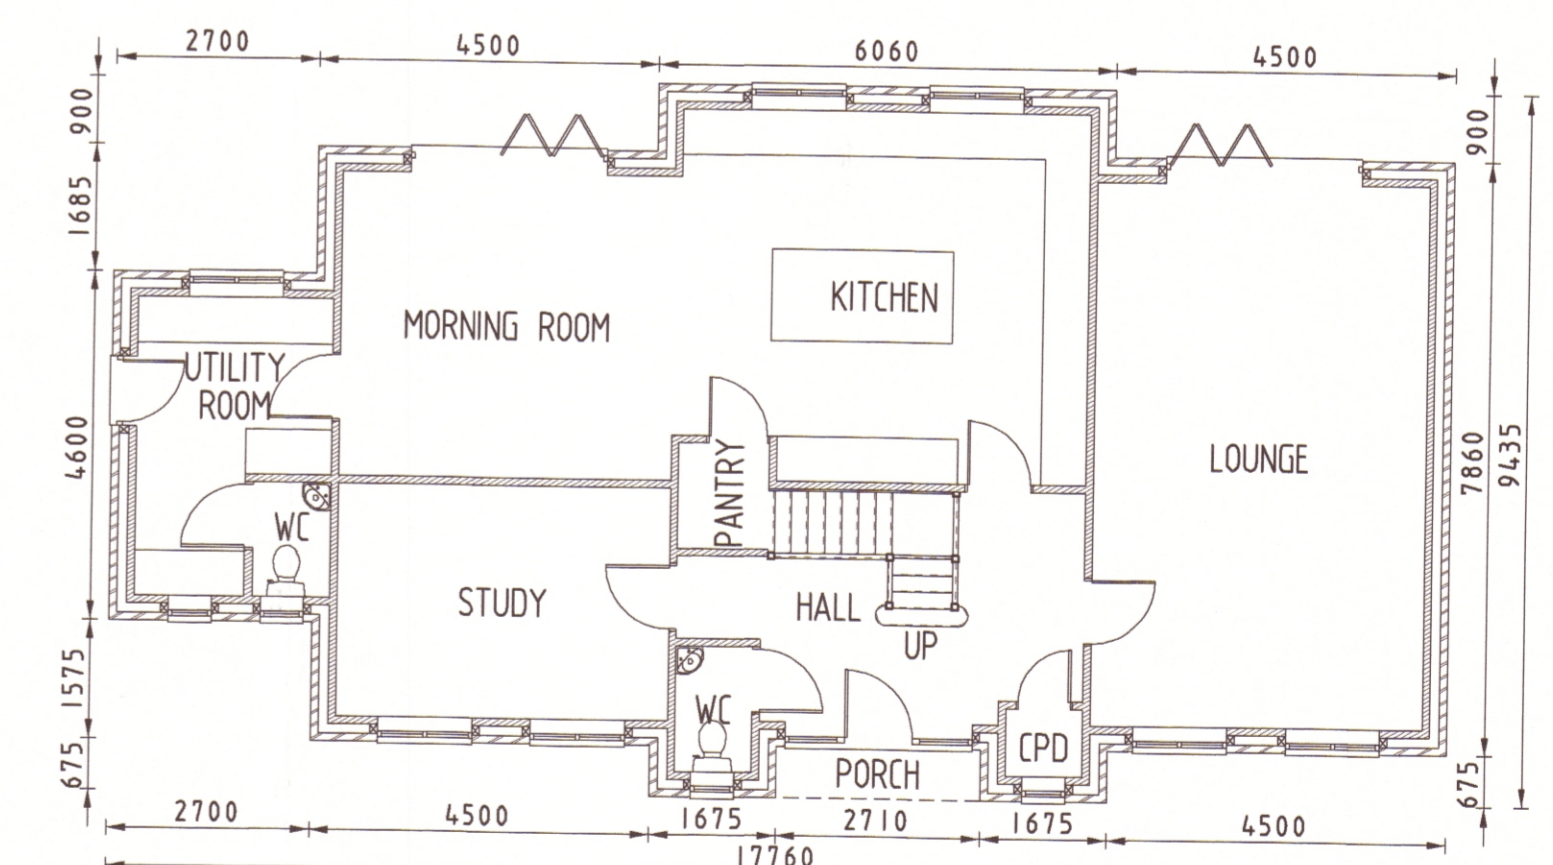 2700 4500 6060 4500
900
900
1685
MORNING ROOM
KITCHEN
UTILITY
ROOM
4600
PANTRY
LOUNGE
7860
9435
WC
STUDY
HALL
UP
1575
WC
CPD
PORCH
675
675
2700 4500 1675 2710 1675 4500
17760